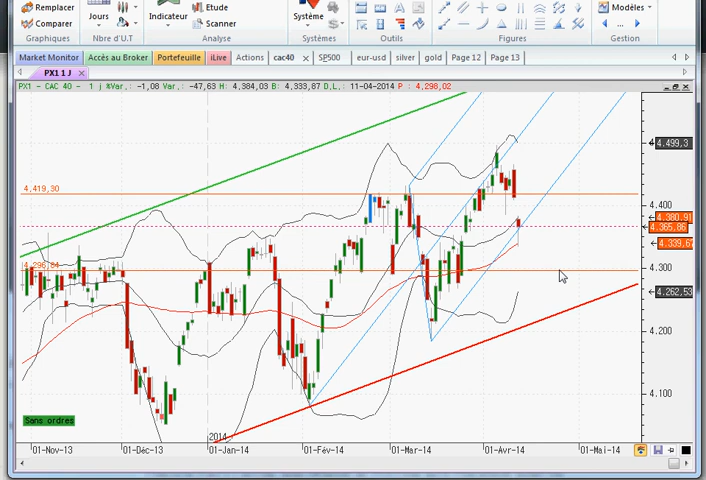 Remplacer
Comparer
Jours
Indicateur
Etude
Scanner
Système
Modèles
...
Graphiques
Nbre d'U.T
Analyse
Systèmes
Outils
Figures
Gestion
Market Monitor
Accès au Broker
Portefeuille
iLive
Actions
cac40
SP500
eur-usd
silver
gold
Page 12
Page 13
PX1 1 J
PX1 - CAC 40 - 1 j %Var,: -1,08 Var,: -47,63 H: 4,384,03 B: 4,333,67 D,L,: 11-04-2014 P : 4,298,02
4.499,3
4,419,30
4.400
4.380.91
4.365,86
4.339,6
4.300
4.262,53
4.200
4.100
Sans ordres
2014
01-Nov-13
01-Déc-13
01-Jan-14
01-Fév-14
01-Mar-14
01-Avr-14
01-Mai-14